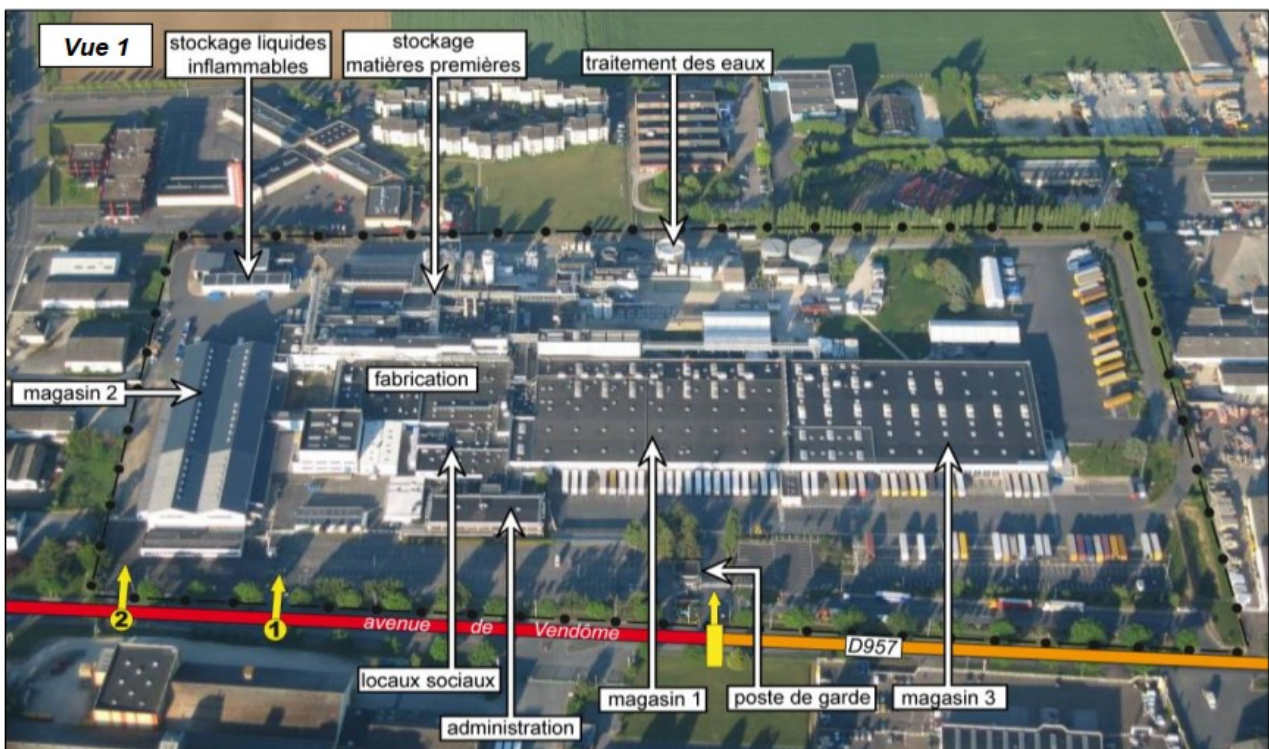 Vue 1
stockage liquides
inflammables
stockage
matières premières
traitement des eaux
magasin 2
fabrication
2
1
avenue de Vendôme
D957
locaux sociaux
administration
magasin 1
poste de garde
magasin 3